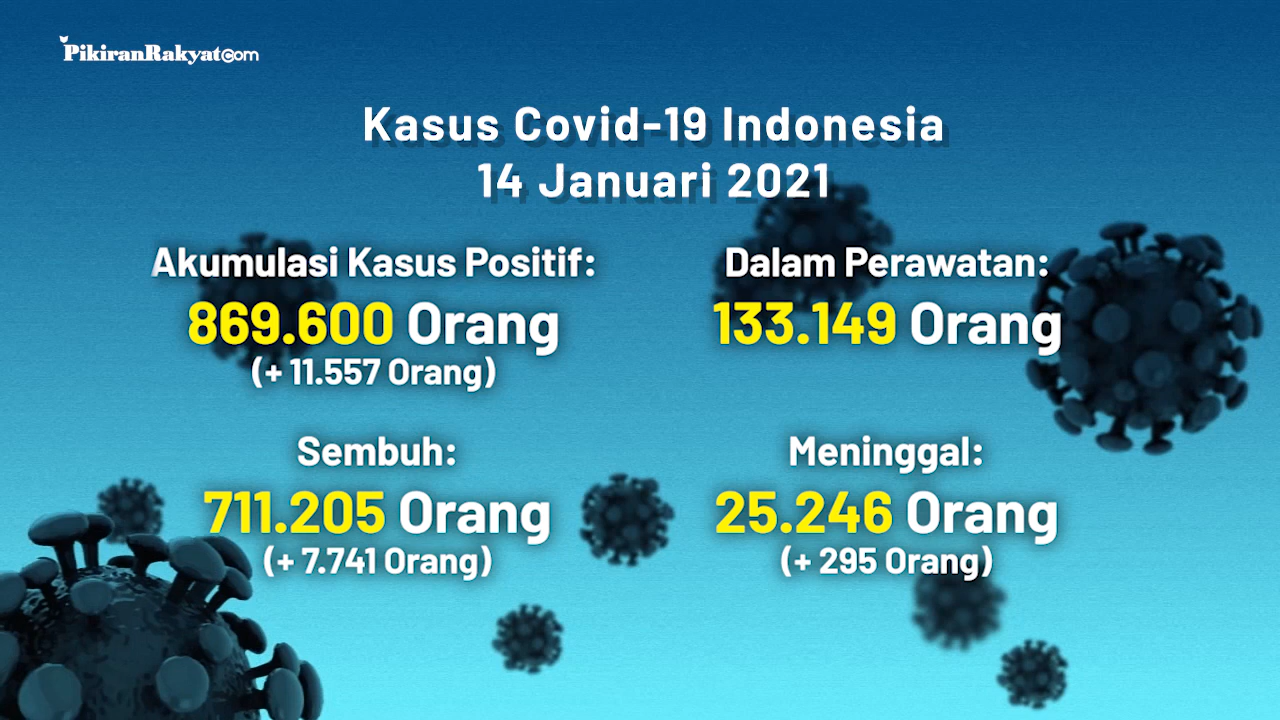 PikiranRakyat.com
Kasus Covid-19 Indonesia
14 Januari 2021
Akumulasi Kasus Positif:
869.600 Orang
(+ 11.557 Orang)
Dalam Perawatan:
133.149 Orang
Sembuh:
711.205 Orang
(+ 7.741 Orang)
Meninggal:
25.246 Orang
(+ 295 Orang)